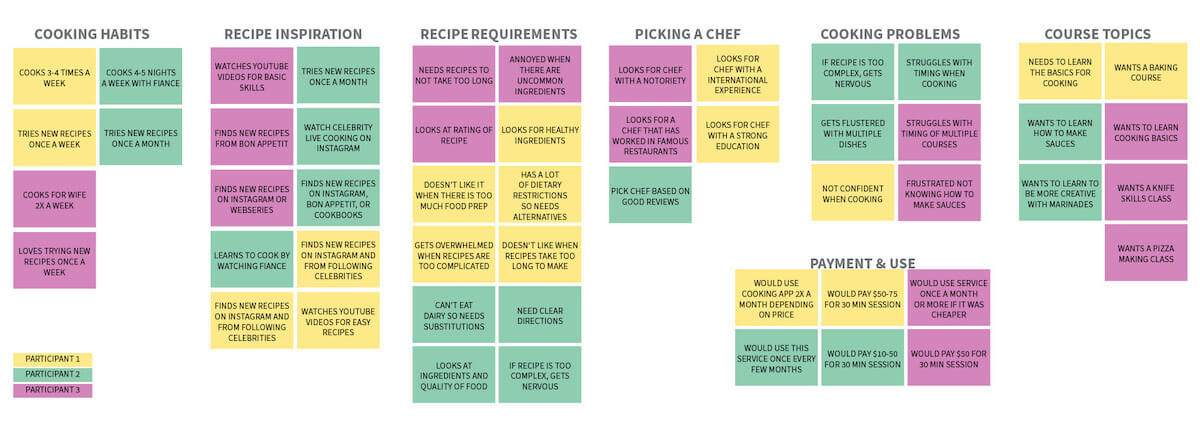 COOKING HABITS
COOKS 3-4 TIMES A
WEEK
COOKS 4-5 NIGHTS
A WEEK WITH FIANCE
TRIES NEW RECIPES
ONCE A WEEK
TRIES NEW RECIPES
ONCE A MONTH
COOKS FOR WIFE
2X A WEEK
LOVES TRYING NEW
RECIPES ONCE A
WEEK
PARTICIPANT 1
PARTICIPANT 2
PARTICIPANT 3
RECIPE INSPIRATION
WATCHES YOUTUBE
VIDEOS FOR BASIC
SKILLS
TRIES NEW RECIPES
ONCE A MONTH
FINDS NEW RECIPES
FROM BON APPETIT
WATCH CELEBRITY
LIVE COOKING ON
INSTAGRAM
FINDS NEW RECIPES
ON INSTAGRAM OR
WEBSERIES
FINDS NEW RECIPES
ON INSTAGRAM,
BON APPETIT, OR
COOKBOOKS
LEARNS TO COOK BY
WATCHING FIANCE
FINDS NEW RECIPES
ON INSTAGRAM AND
FROM FOLLOWING
CELEBRITIES
FINDS NEW RECIPES
ON INSTAGRAM AND
FROM FOLLOWING
CELEBRITIES
WATCHES YOUTUBE
VIDEOS FOR EASY
RECIPES
RECIPE REQUIREMENTS
NEEDS RECIPES TO
NOT TAKE TOO LONG
ANNOYED WHEN
THERE ARE
UNCOMMON
INGREDIENTS
LOOKS AT RATING OF
RECIPE
LOOKS FOR HEALTHY
INGREDIENTS
DOESN'T LIKE IT
WHEN THERE IS TOO
MUCH FOOD PREP
HAS A LOT
OF DIETARY
RESTRICTIONS
SO NEEDS
ALTERNATIVES
GETS OVERWHELMED
WHEN RECIPES ARE
TOO COMPLICATED
DOESN'T LIKE WHEN
RECIPES TAKE TOO
LONG TO MAKE
CAN'T EAT
DAIRY SO NEEDS
SUBSTITUTIONS
NEED CLEAR
DIRECTIONS
LOOKS AT
INGREDIENTS AND
QUALITY OF FOOD
IF RECIPE IS TOO
COMPLEX, GETS
NERVOUS
PICKING A CHEF
LOOKS FOR CHEF
WITH A NOTORIETY
LOOKS FOR
CHEF WITH A
INTERNATIONAL
EXPERIENCE
LOOKS FOR A
CHEF THAT HAS
WORKED IN FAMOUS
RESTAURANTS
LOOKS FOR CHEF
WITH A STRONG
EDUCATION
PICK CHEF BASED ON
GOOD REVIEWS
COOKING PROBLEMS
IF RECIPE IS TOO
COMPLEX, GETS
NERVOUS
STRUGGLES WITH
TIMING WHEN
COOKING
GETS FLUSTERED
WITH MULTIPLE
DISHES
STRUGGLES WITH
TIMING OF MULTIPLE
COURSES
NOT CONFIDENT
WHEN COOKING
FRUSTRATED NOT
KNOWING HOW TO
MAKE SAUCES
PAYMENT & USE
WOULD USE
COOKING APP 2X A
MONTH DEPENDING
ON PRICE
WOULD PAY $50-75
FOR 30 MIN SESSION
WOULD USE SERVICE
ONCE A MONTH
OR MORE IF IT WAS
CHEAPER
WOULD USE THIS
SERVICE ONCE EVERY
FEW MONTHS
WOULD PAY $10-50
FOR 30 MIN SESSION
WOULD PAY $50 FOR
30 MIN SESSION
COURSE TOPICS
NEEDS TO LEARN
THE BASICS FOR
COOKING
WANTS A BAKING
COURSE
WANTS TO LEARN
HOW TO MAKE
SAUCES
WANTS TO LEARN
COOKING BASICS
WANTS TO LEARN TO
BE MORE CREATIVE
WITH MARINADES
WANTS A KNIFE
SKILLS CLASS
WANTS A PIZZA
MAKING CLASS